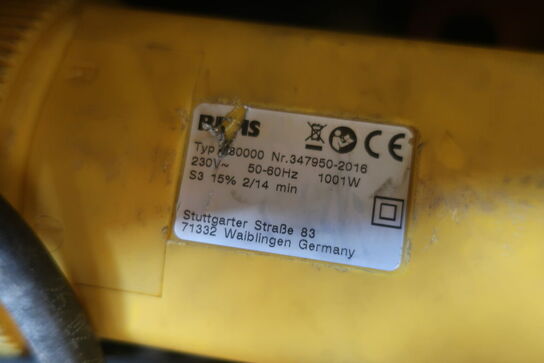 Typ Nr.347950-2016
230V~ 50-60Hz 1001W
S3 15% 2/14 min
Stuttgarter Straße 83
71332 Waiblingen Germany